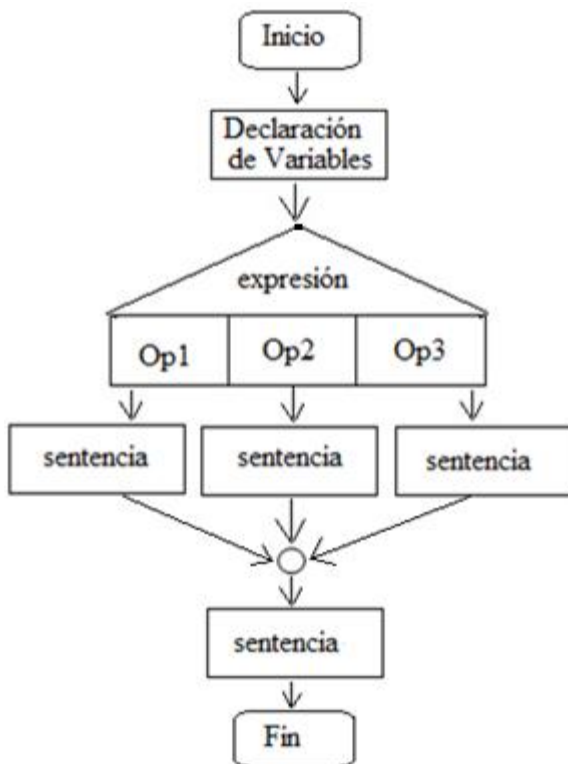 Inicio
Declaración
de Variables
expresión
Op1 Op2 Op3
sentencia sentencia sentencia
sentencia
Fin